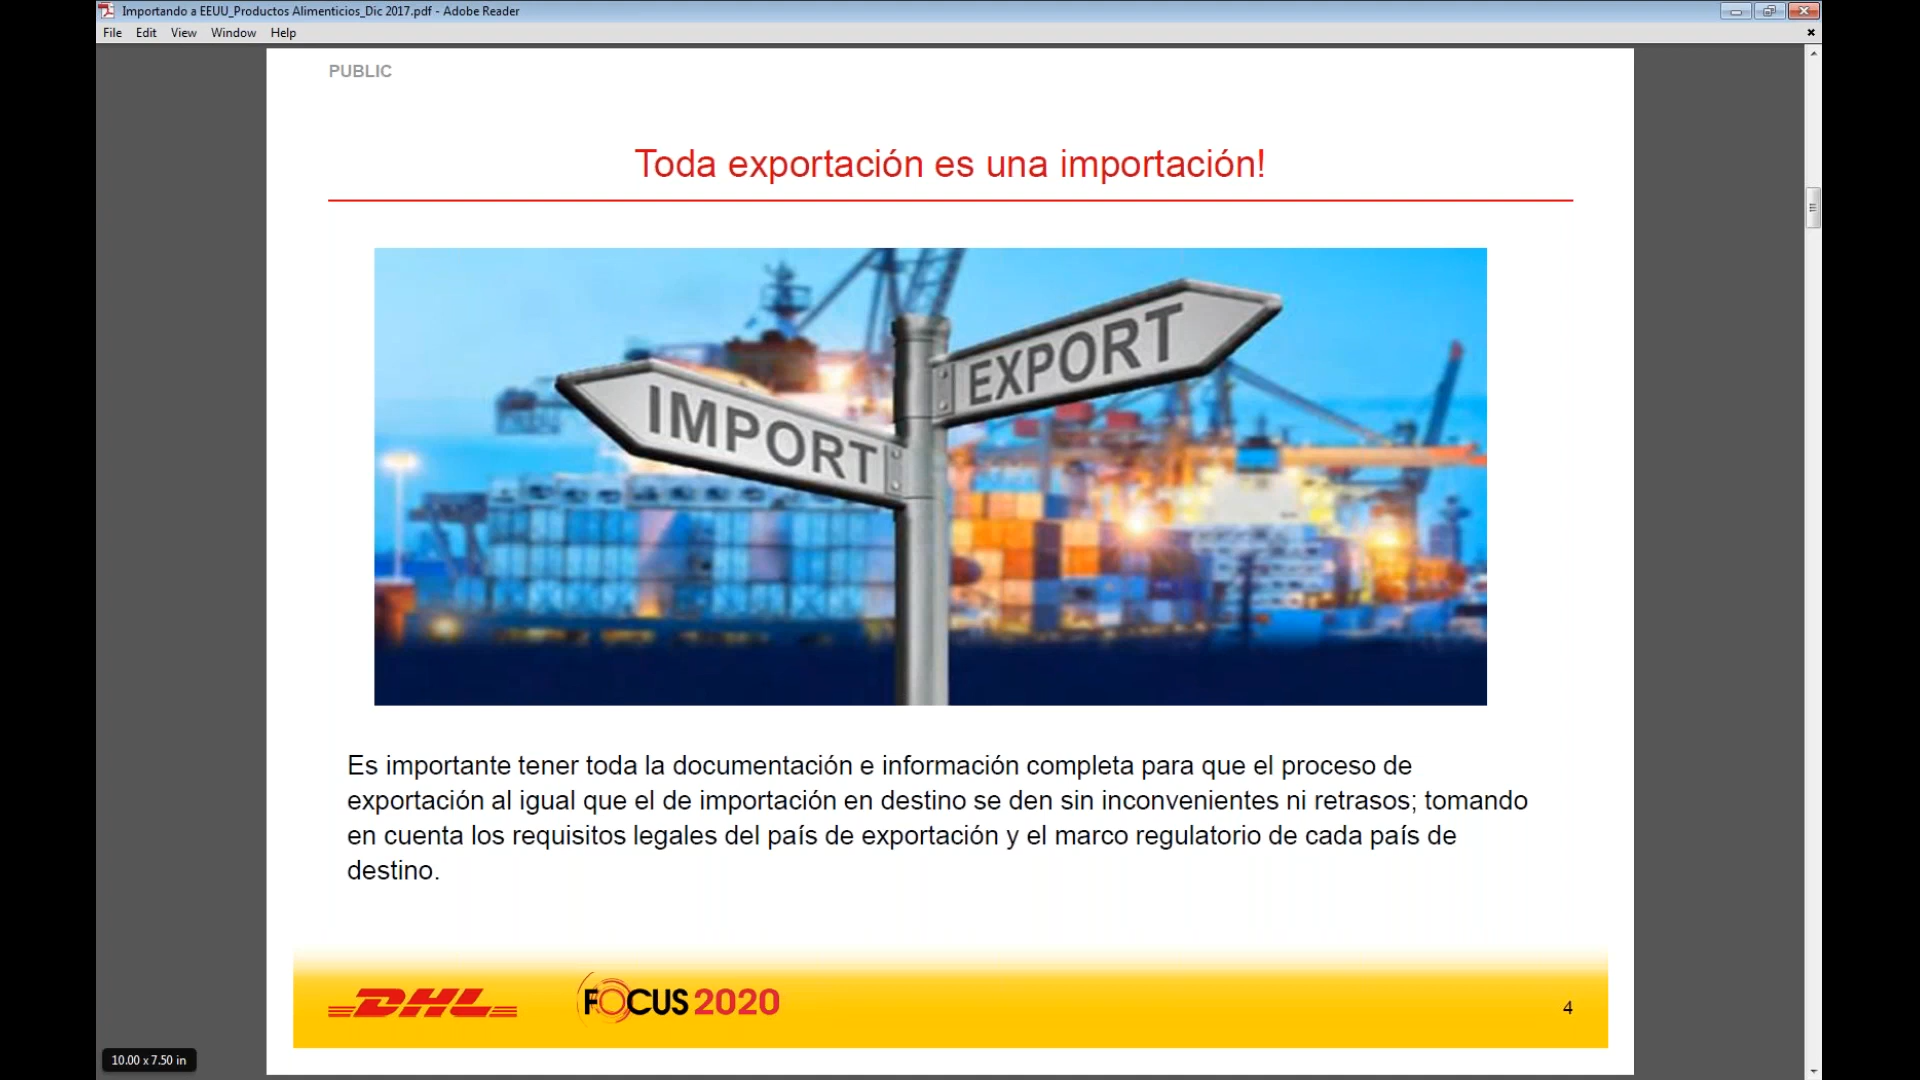 Importando a EEUU_Productos Alimenticios_Dic 2017.pdf - Adobe Reader
File Edit View Window Help
PUBLIC
Toda exportación es una importación!
EXPORT
IMPORT
Es importante tener toda la documentación e información completa para que el proceso de
exportación al igual que el de importación en destino se den sin inconvenientes ni retrasos; tomando
en cuenta los requisitos legales del país de exportación y el marco regulatorio de cada país de
destino.
DHL FOCUS 2020 4
10.00 x 7.50 in